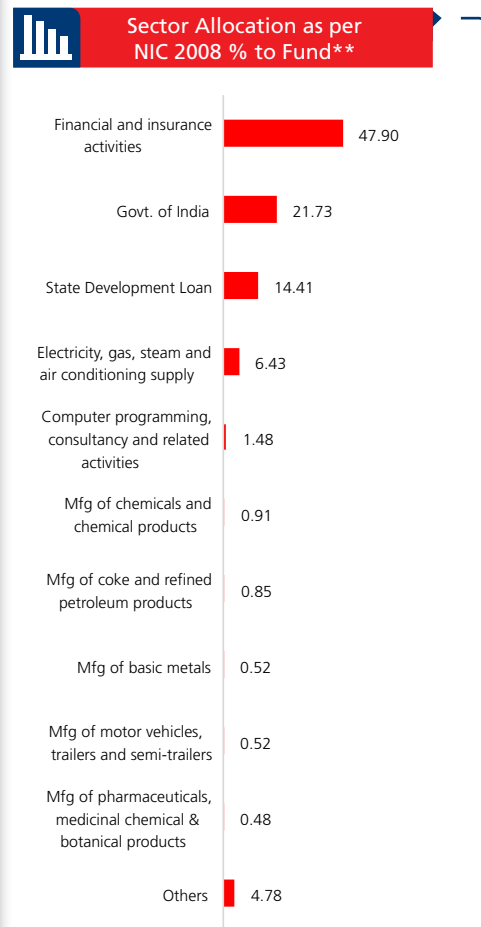 Sector Allocation as per
NIC 2008 % to Fund**
Financial and insurance
activities
47.90
Govt. of India
21.73
State Development Loan
14.41
Electricity, gas, steam and
air conditioning supply
6.43
Computer programming,
consultancy and related
activities
1.48
Mfg of chemicals and
chemical products
0.91
Mfg of coke and refined
petroleum products
0.85
Mfg of basic metals
0.52
Mfg of motor vehicles,
trailers and semi-trailers
0.52
Mfg of pharmaceuticals,
medicinal chemical &
botanical products
0.48
Others
4.78